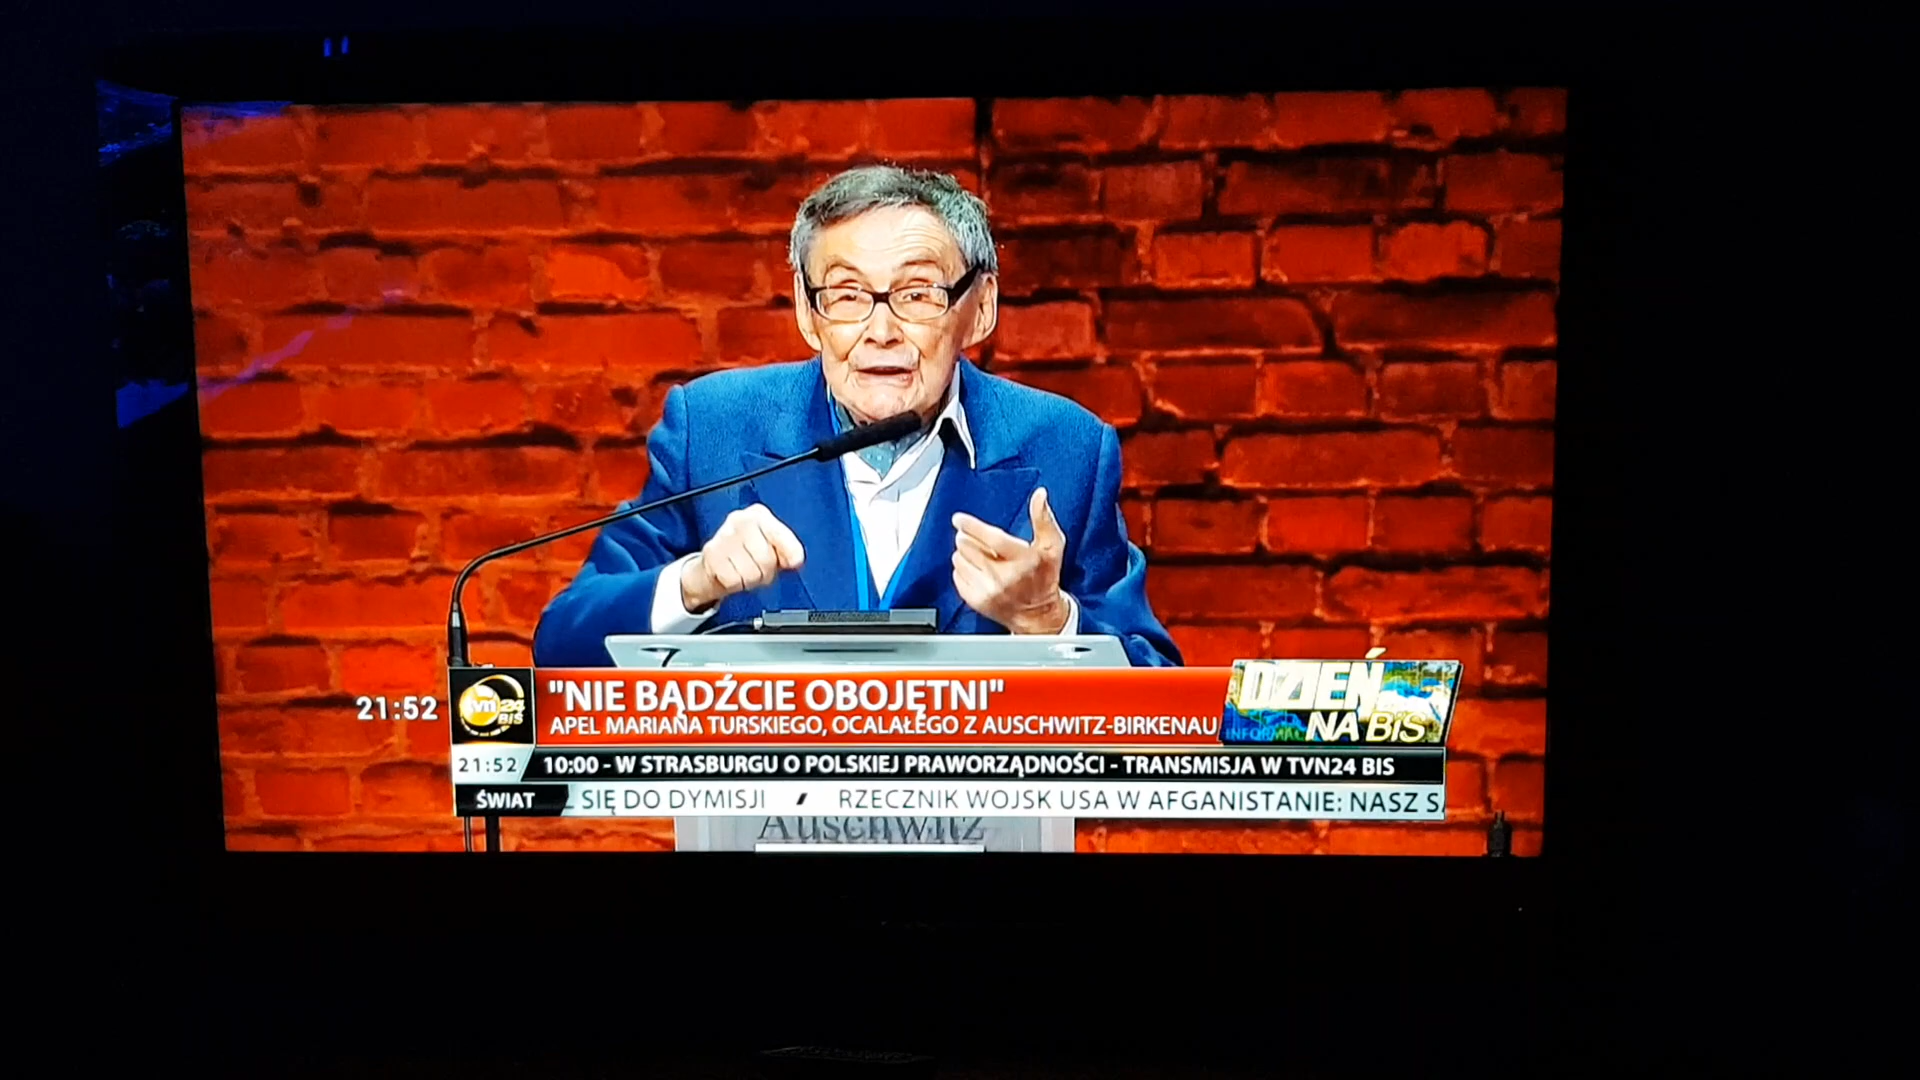 21:52
tvn24
BiS
"NIE BĄDŹCIE OBOJĘTNI"
APEL MARIANA TURSKIEGO, OCALAŁEGO Z AUSCHWITZ-BIRKENAU
DZIEŃ
NA BiS
21:52
10:00 - W STRASBURGU O POLSKIEJ PRAWORZĄDNOŚCI - TRANSMISJA W TVN24 BIS
ŚWIAT
SIĘ DO DYMISJI
RZECZNIK WOJSK USA W AFGANISTANIE: NASZ
Auschwitz